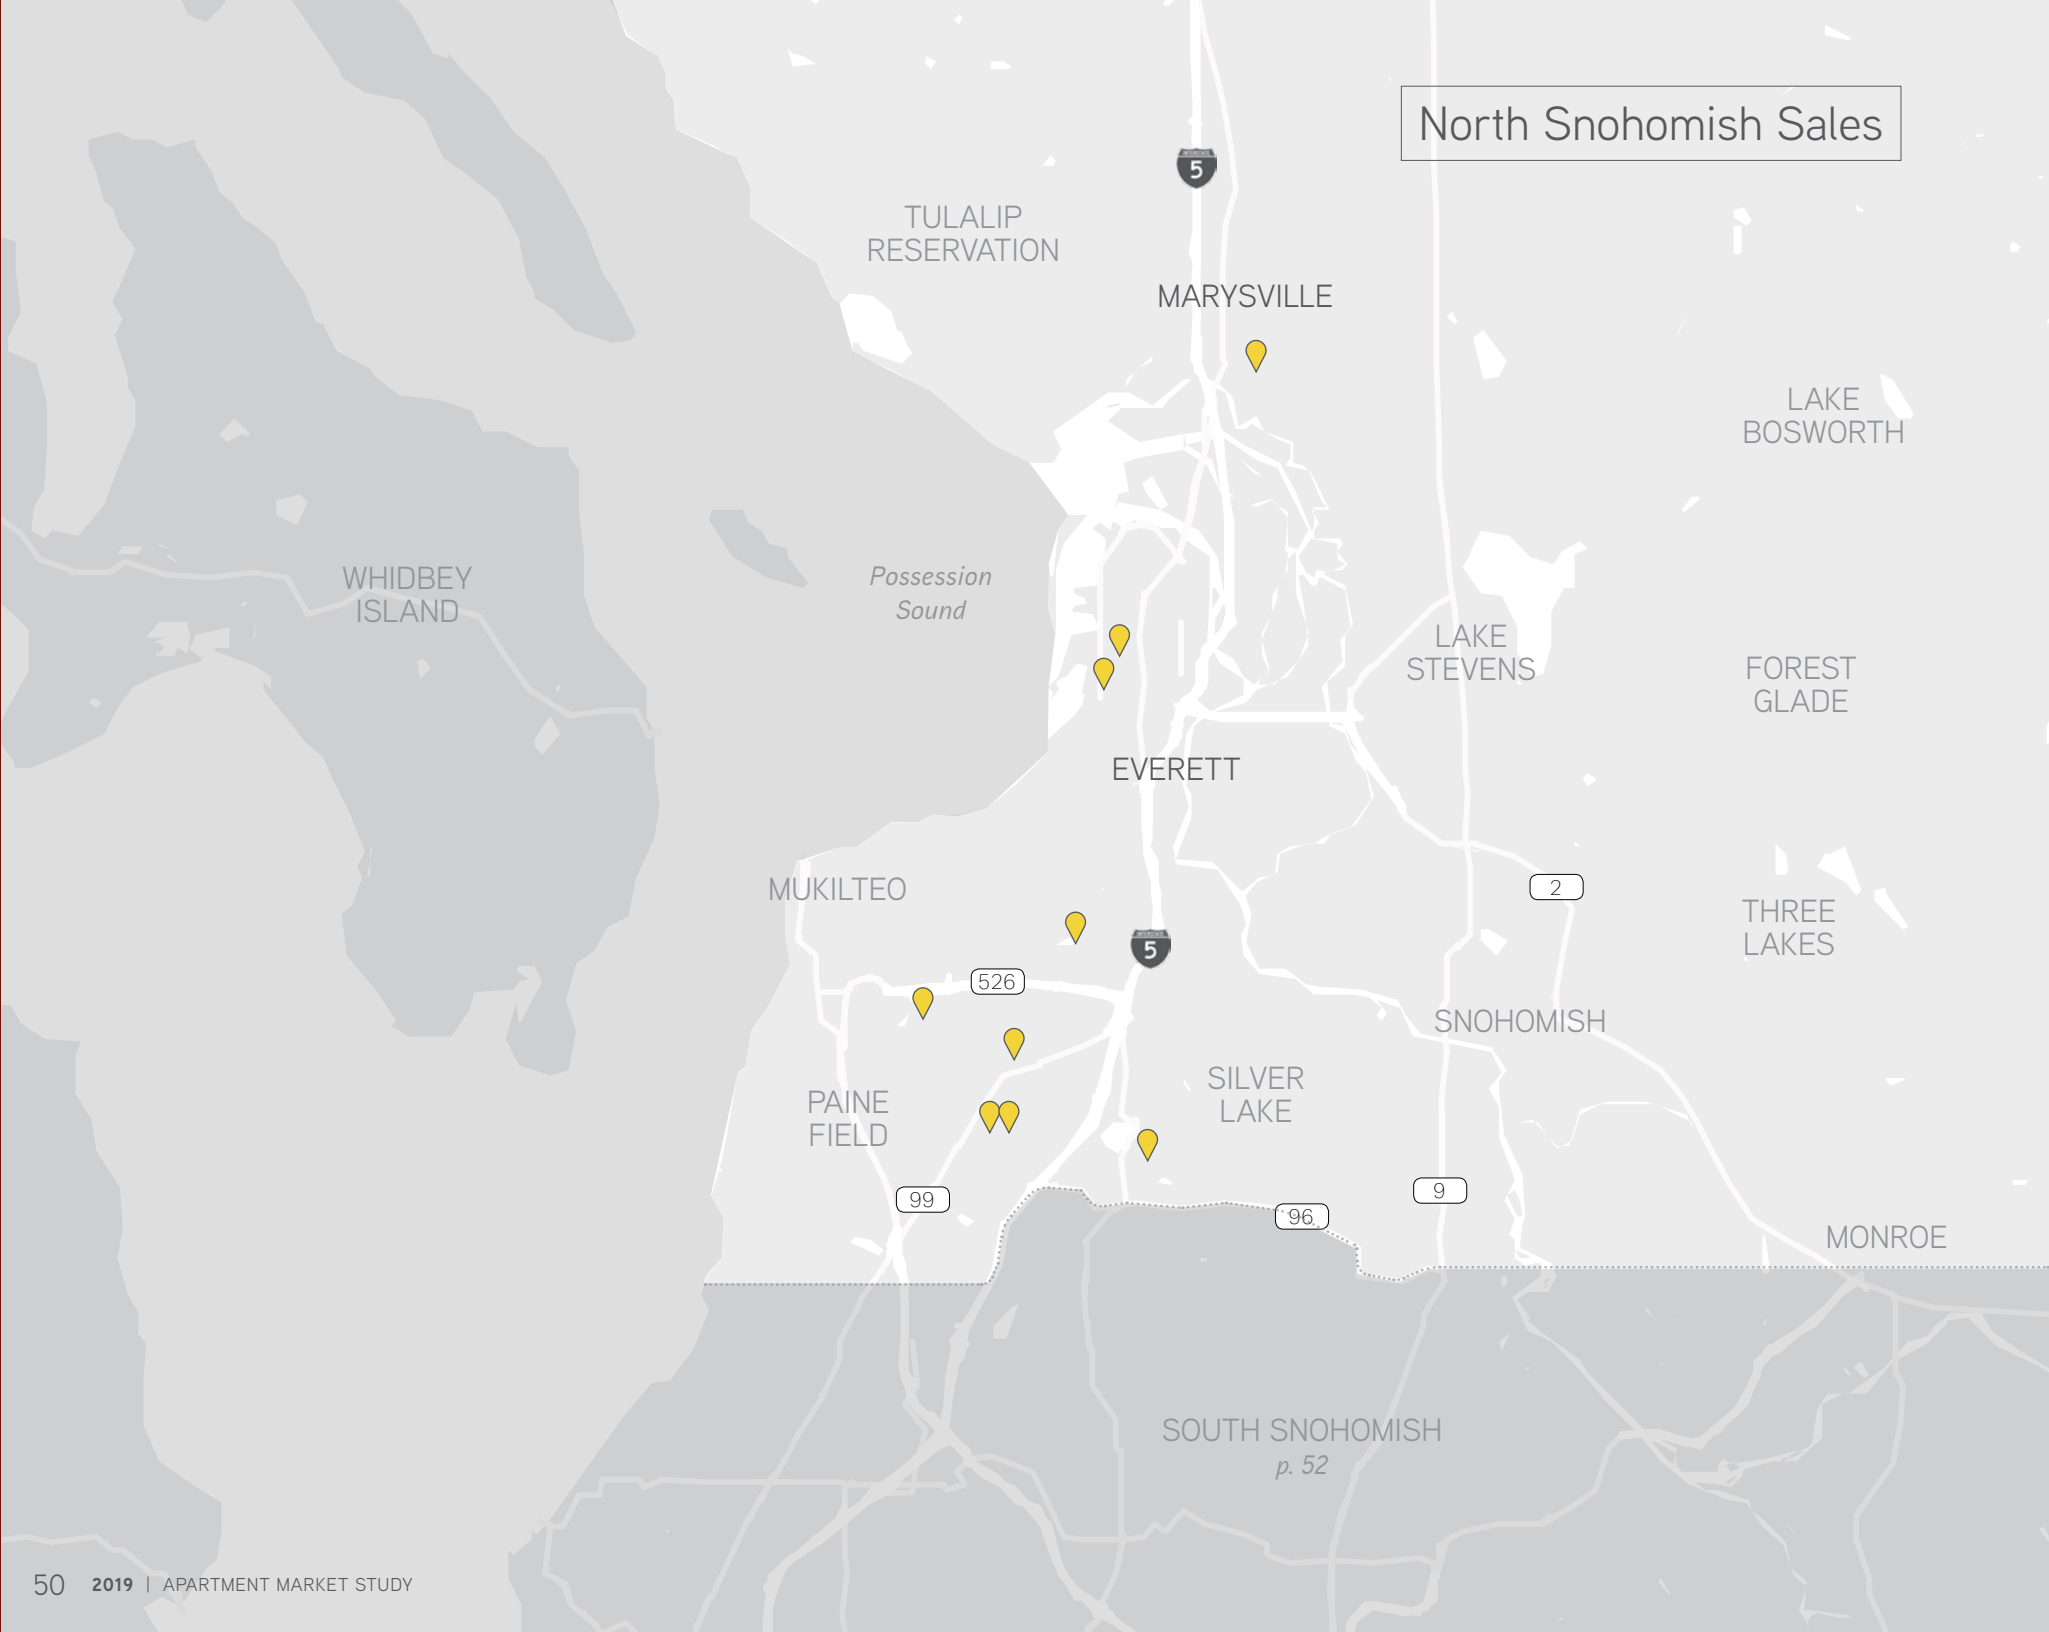 North Snohomish Sales
5
TULALIP
RESERVATION
MARYSVILLE
LAKE
BOSWORTH
WHIDBEY
ISLAND
Possession
Sound
LAKE
STEVENS
FOREST
GLADE
EVERETT
MUKILTEO
2
THREE
LAKES
5
526
SNOHOMISH
SILVER
LAKE
PAINE
FIELD
99
9
96
MONROE
SOUTH SNOHOMISH
p. 52
50 2019 | APARTMENT MARKET STUDY